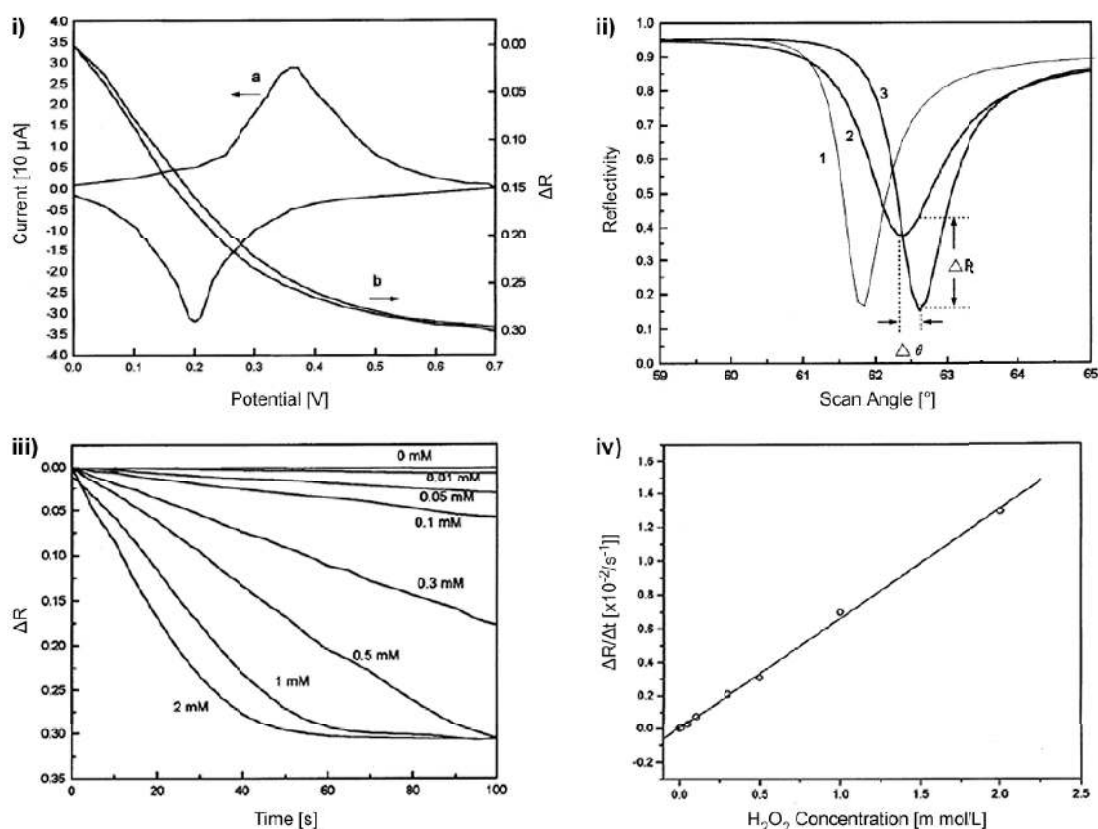 i)
35
30
25
20
15
10
0.5
0.0
-0.5
-10
-15
-20
-25
-30
-35
-40
Current [10 µA]
a
b
0.00
0.05
0.10
0.15
0.20
0.25
0.30
ΔR
0.0 0.1 0.2 0.3 0.4 0.5 0.6 0.7
Potential [V]
ii)
1.0
0.9
0.8
0.7
0.6
0.5
0.4
0.3
0.2
0.1
0.0
Reflectivity
1
2
3
Δ R
Δ θ
59 60 61 62 63 64 65
Scan Angle [°]
iii)
0.00
0.05
0.10
0.15
0.20
0.25
0.30
0.35
ΔR
0 mM
0.01 mM
0.05 mM
0.1 mM
0.3 mM
0.5 mM
1 mM
2 mM
0 20 40 60 80 100
Time [s]
iv)
1.6
1.4
1.2
1.0
0.8
0.6
0.4
0.2
0.0
-0.2
ΔR/Δt [x10⁻²/s⁻¹]]
0.0 0.5 1.0 1.5 2.0 2.5
H₂O₂ Concentration [m mol'L]